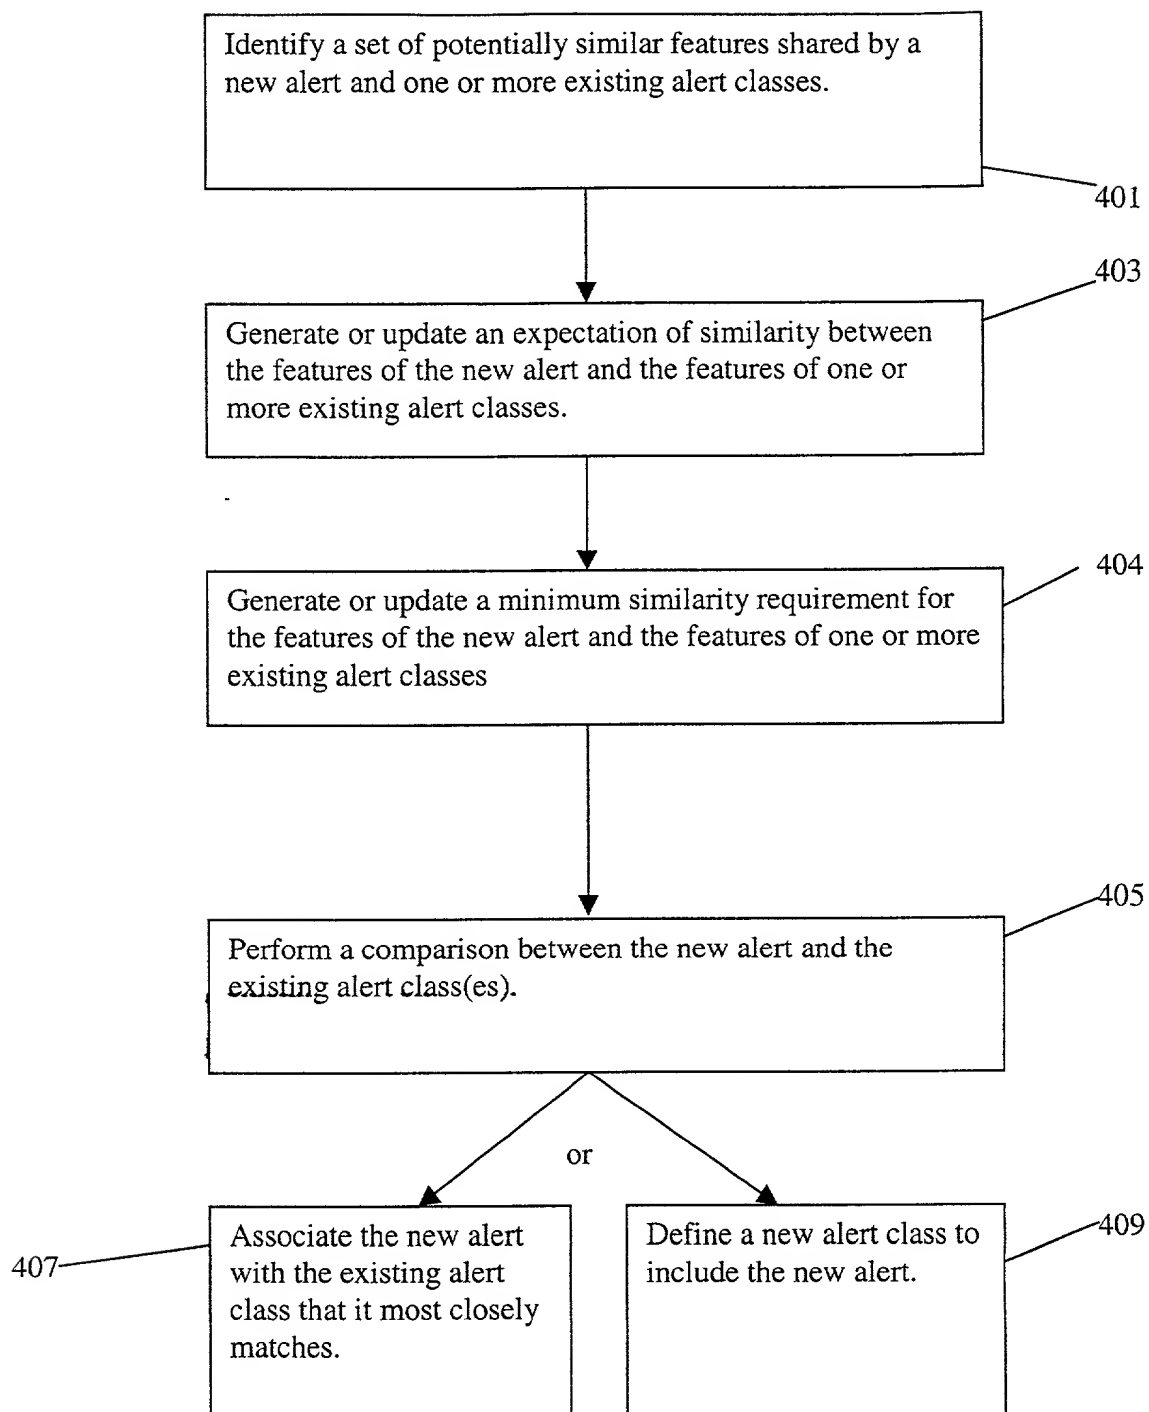 Identify a set of potentially similar features shared by a
new alert and one or more existing alert classes.
401
403
Generate or update an expectation of similarity between
the features of the new alert and the features of one or
more existing alert classes.
404
Generate or update a minimum similarity requirement for
the features of the new alert and the features of one or more
existing alert classes
405
Perform a comparison between the new alert and the
existing alert class(es).
or
407
Associate the new alert
with the existing alert
class that it most closely
matches.
Define a new alert class to
include the new alert.
409